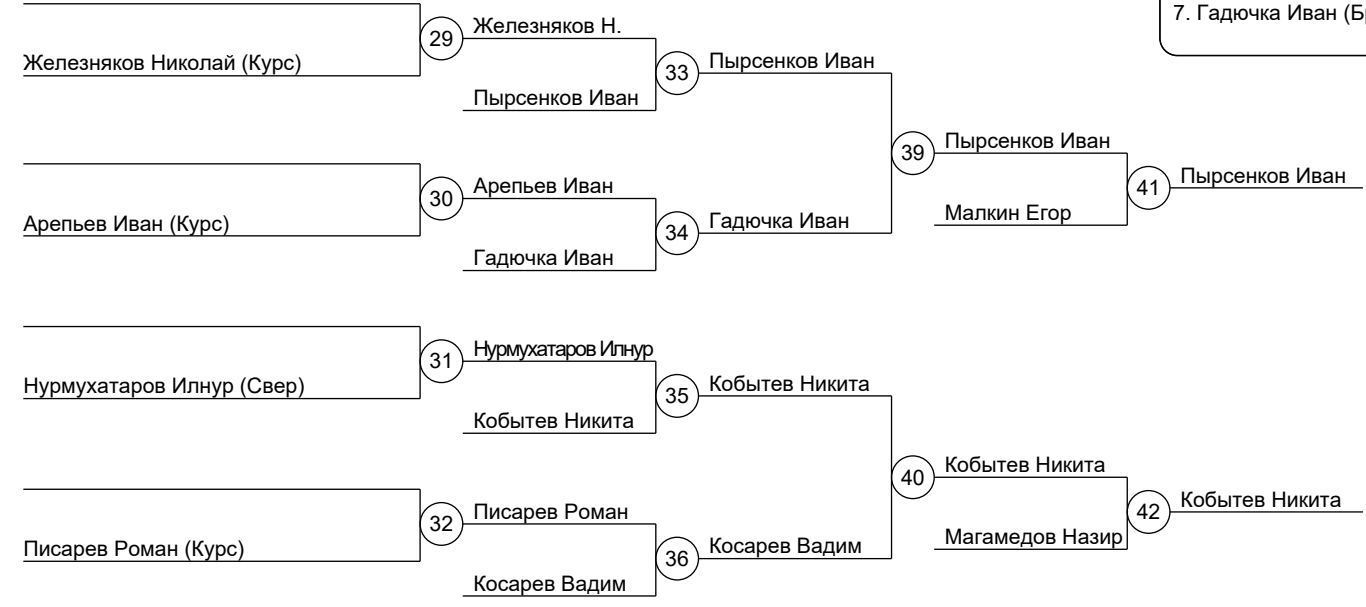 7. Гадючка Иван
Железняков Н.
29
Железняков Николай (Курс)
Пырсенков Иван
33
Пырсенков Иван
Пырсенков Иван
39
Арепьев Иван
30
Арепьев Иван (Курс)
Гадючка Иван
34
Гадючка Иван
Малкин Егор
41
Пырсенков Иван
Нурмухатаров Илнур
31
Нурмухатаров Илнур (Свер)
Кобытев Никита
35
Кобытев Никита
Кобытев Никита
40
Писарев Роман
32
Писарев Роман (Курс)
Косарев Вадим
36
Косарев Вадим
Магамедов Назир
42
Кобытев Никита